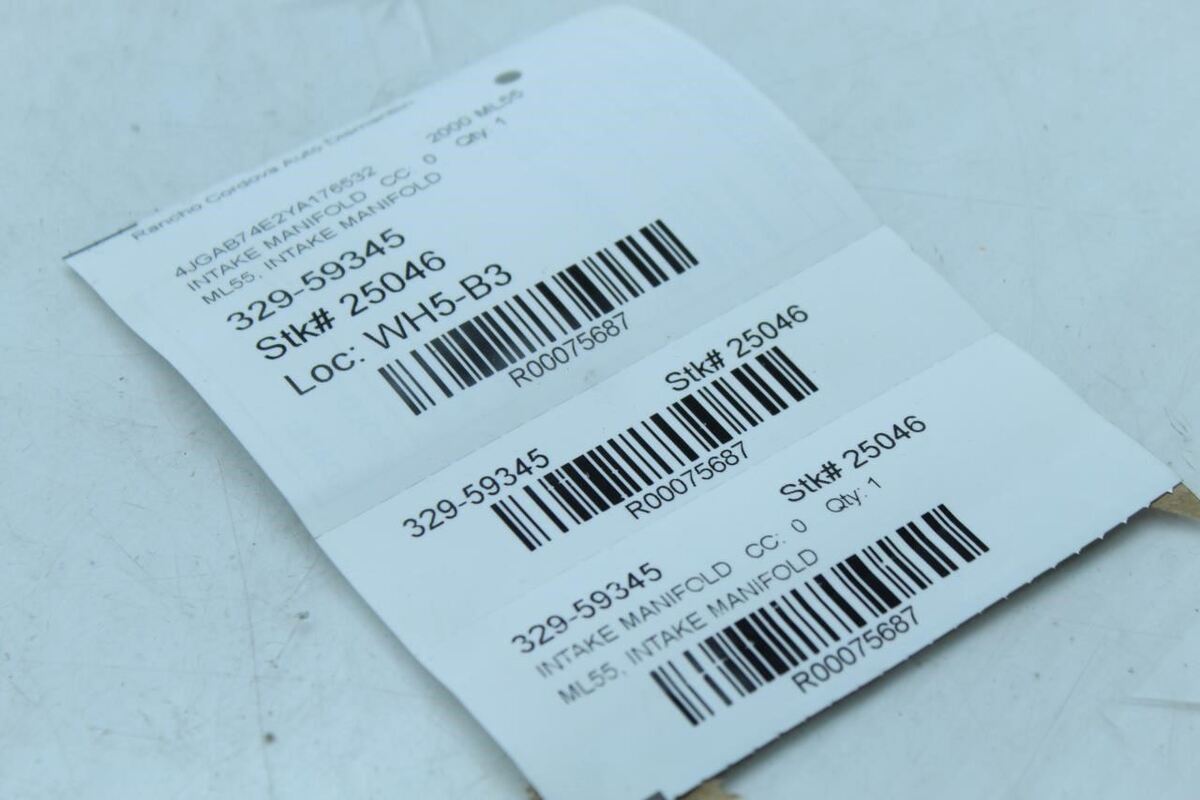 Rancho Cordova Auto Dismantler
4JGAB74E2YA176532 2000 ML55
INTAKE MANIFOLD CC: 0 Qty: 1
ML55, INTAKE MANIFOLD
329-59345
Stk# 25046
Loc: WH5-B3
R00075687
329-59345 Stk# 25046
R00075687
329-59345 Stk# 25046
INTAKE MANIFOLD CC: 0 Qty: 1
ML55, INTAKE MANIFOLD
R00075687